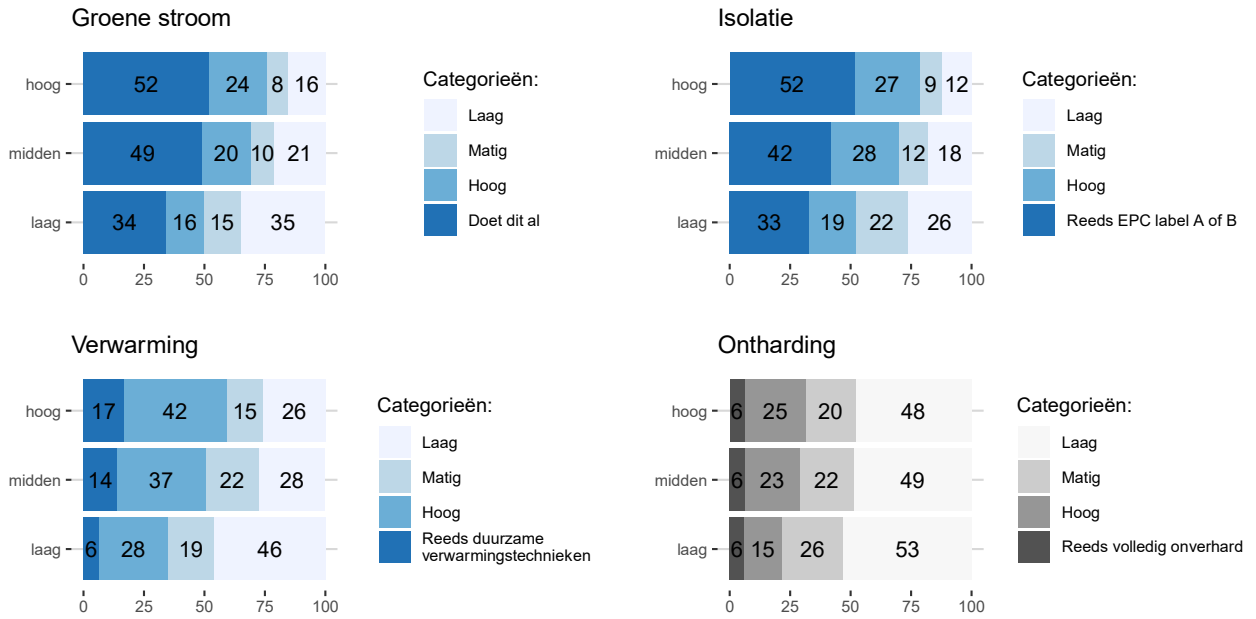 Groene stroom
hoog
52 24 8 16
midden
49 20 10 21
laag
34 16 15 35
0 25 50 75 100
Categorieën:
Laag
Matig
Hoog
Doet dit al
Isolatie
hoog
52 27 9 12
midden
42 28 12 18
laag
33 19 22 26
0 25 50 75 100
Categorieën:
Laag
Matig
Hoog
Reeds EPC label A of B
Verwarming
hoog
17 42 15 26
midden
14 37 22 28
laag
6 28 19 46
0 25 50 75 100
Categorieën:
Laag
Matig
Hoog
Reeds duurzame
verwarmingstechnieken
Ontharding
hoog
6 25 20 48
midden
6 23 22 49
laag
6 15 26 53
0 25 50 75 100
Categorieën:
Laag
Matig
Hoog
Reeds volledig onverhard